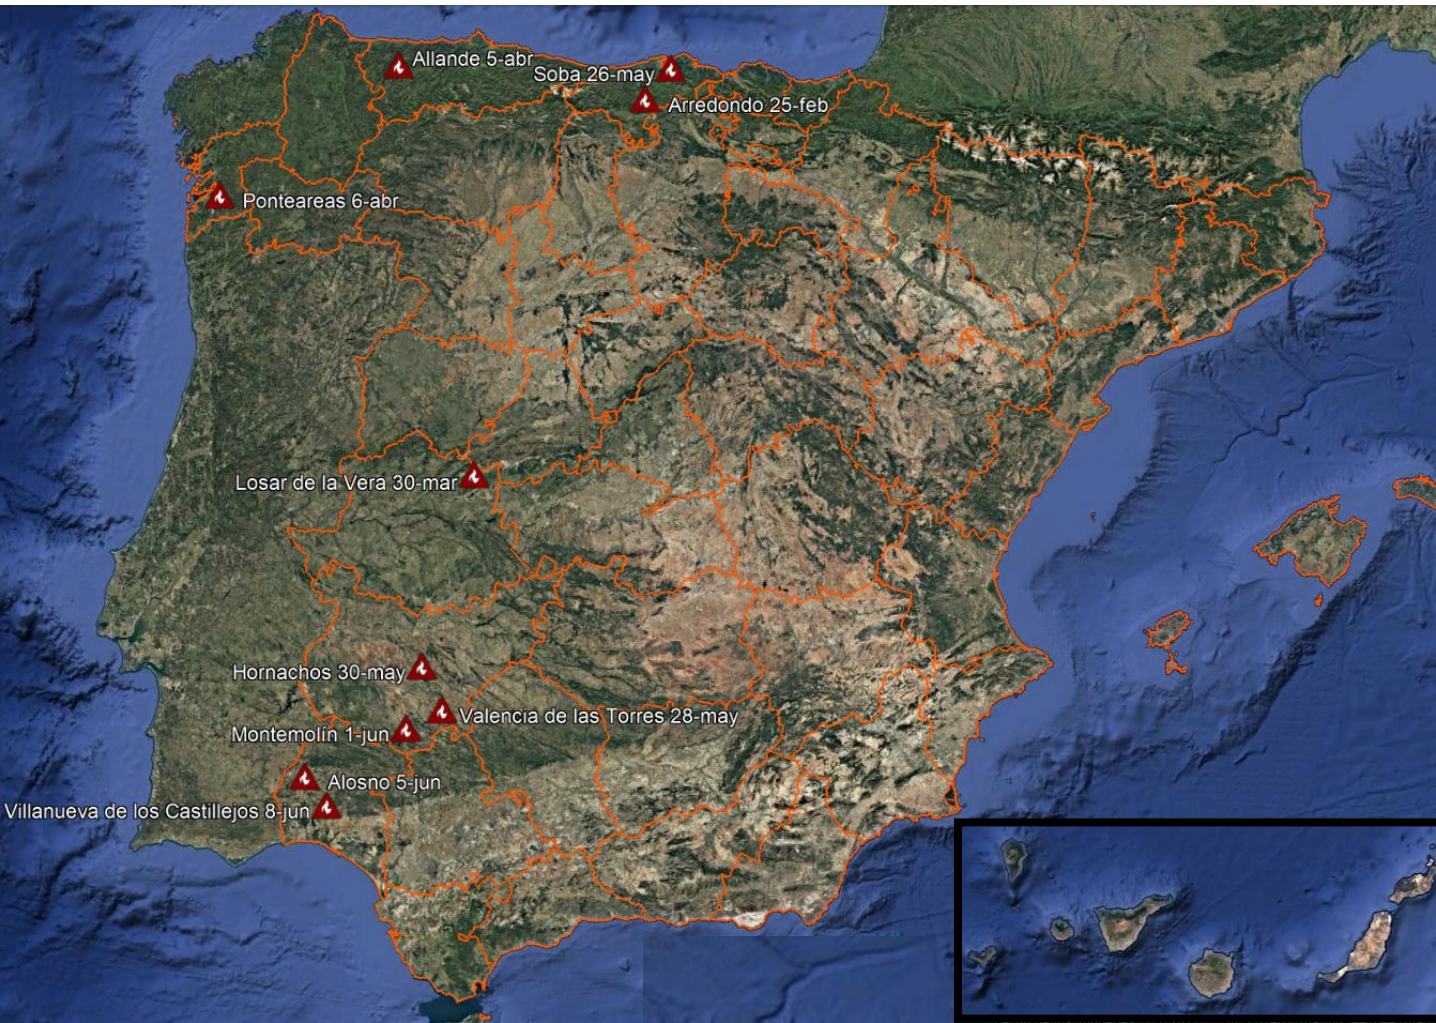 Allande 5-abr
Soba 26-may
Arredondo 25-feb
Ponteareas 6-abr
Losar de la Vera 30-mar
Hornachos 30-may
Valencia de las Torres 28-may
Montemolín 1-jun
Alosno 5-jun
Villanueva de los Castillejos 8-jun